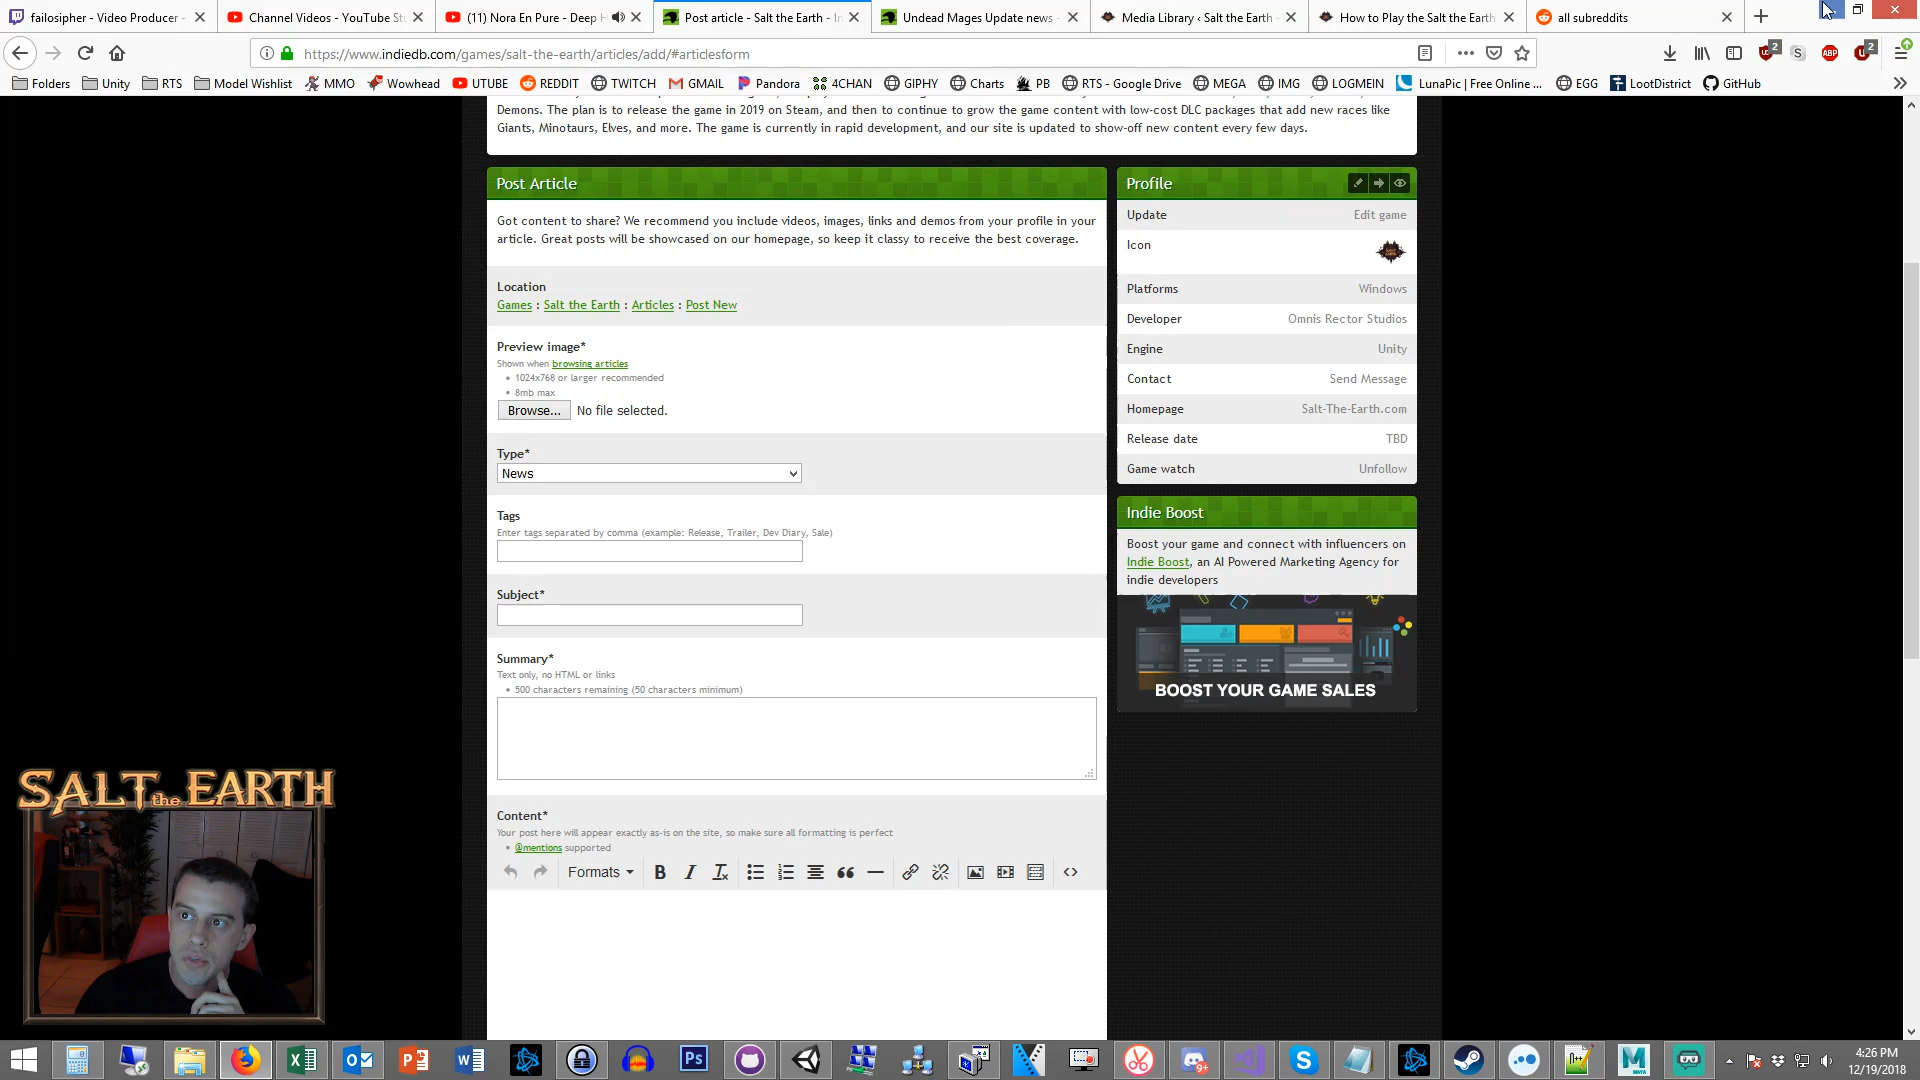 failosipher - Video Producer -
Channel Videos - YouTube St
(11) Nora En Pure - Deep H
Post article - Salt the Earth - In
Undead Mages Update news -
Media Library ‹ Salt the Earth -
How to Play the Salt the Earth
all subreddits
https://www.indiedb.com/games/salt-the-earth/articles/add/#articlesform
2
S
ABP
2
Folders
Unity
RTS
Model Wishlist
MMO
Wowhead
UTUBE
REDDIT
TWITCH
GMAIL
Pandora
4CHAN
GIPHY
Charts
PB
RTS - Google Drive
MEGA
IMG
LOGMEIN
LunaPic | Free Online ...
EGG
LootDistrict
GitHub
Demons. The plan is to release the game in 2019 on Steam, and then to continue to grow the game content with low-cost DLC packages that add new races like
Giants, Minotaurs, Elves, and more. The game is currently in rapid development, and our site is updated to show-off new content every few days.
Post Article
Got content to share? We recommend you include videos, images, links and demos from your profile in your
article. Great posts will be showcased on our homepage, so keep it classy to receive the best coverage.
Location
Games : Salt the Earth : Articles : Post New
Preview image*
Shown when browsing articles
• 1024x768 or larger recommended
• 8mb max
Browse... No file selected.
Type*
News
Tags
Enter tags separated by comma (example: Release, Trailer, Dev Diary, Sale)
Subject*
Summary*
Text only, no HTML or links
• 500 characters remaining (50 characters minimum)
Content*
Your post here will appear exactly as-is on the site, so make sure all formatting is perfect
• @mentions supported
Formats
Profile
Update Edit game
Icon
Platforms Windows
Developer Omnis Rector Studios
Engine Unity
Contact Send Message
Homepage Salt-The-Earth.com
Release date TBD
Game watch Unfollow
Indie Boost
Boost your game and connect with influencers on
Indie Boost, an AI Powered Marketing Agency for
indie developers
BOOST YOUR GAME SALES
SALT the EARTH
9+
MAYA
4:26 PM
12/19/2018